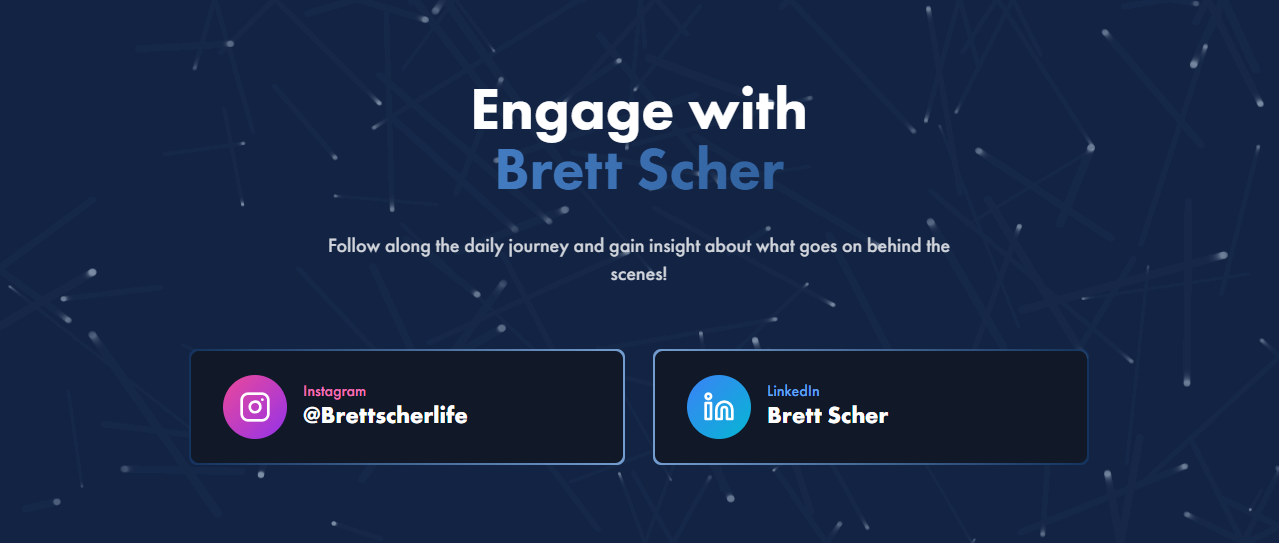 Engage with
Brett Scher
Follow along the daily journey and gain insight about what goes on behind the
scenes!
Instagram
@Brettscherlife
LinkedIn
Brett Scher